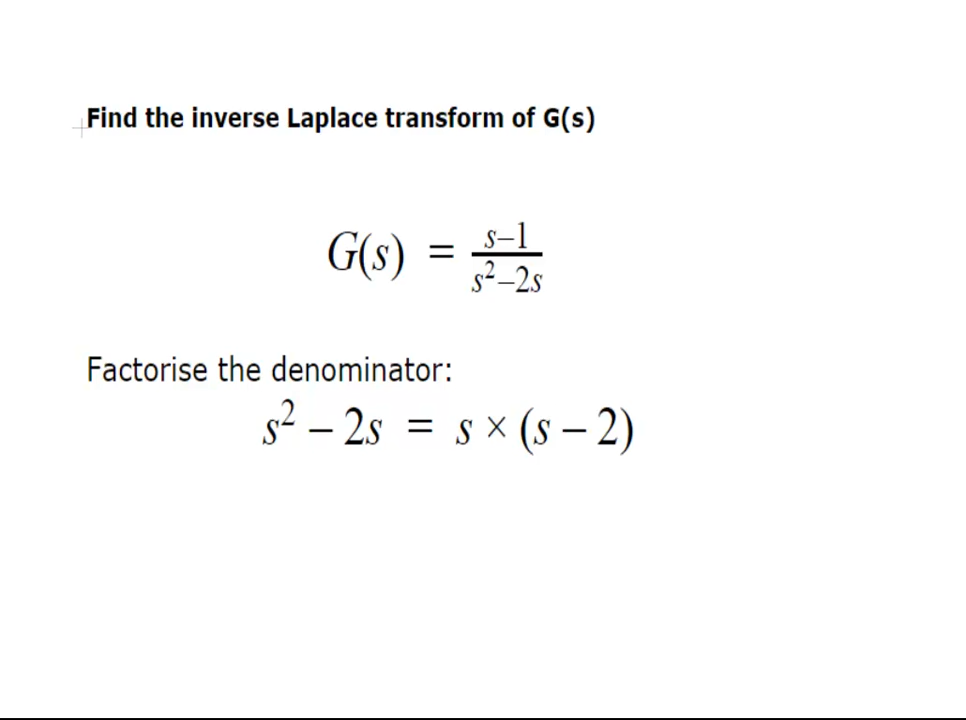 Find the inverse Laplace transform of G(s)
G(s) = s–1 / s²–2s
Factorise the denominator:
s² – 2s = s × (s – 2)